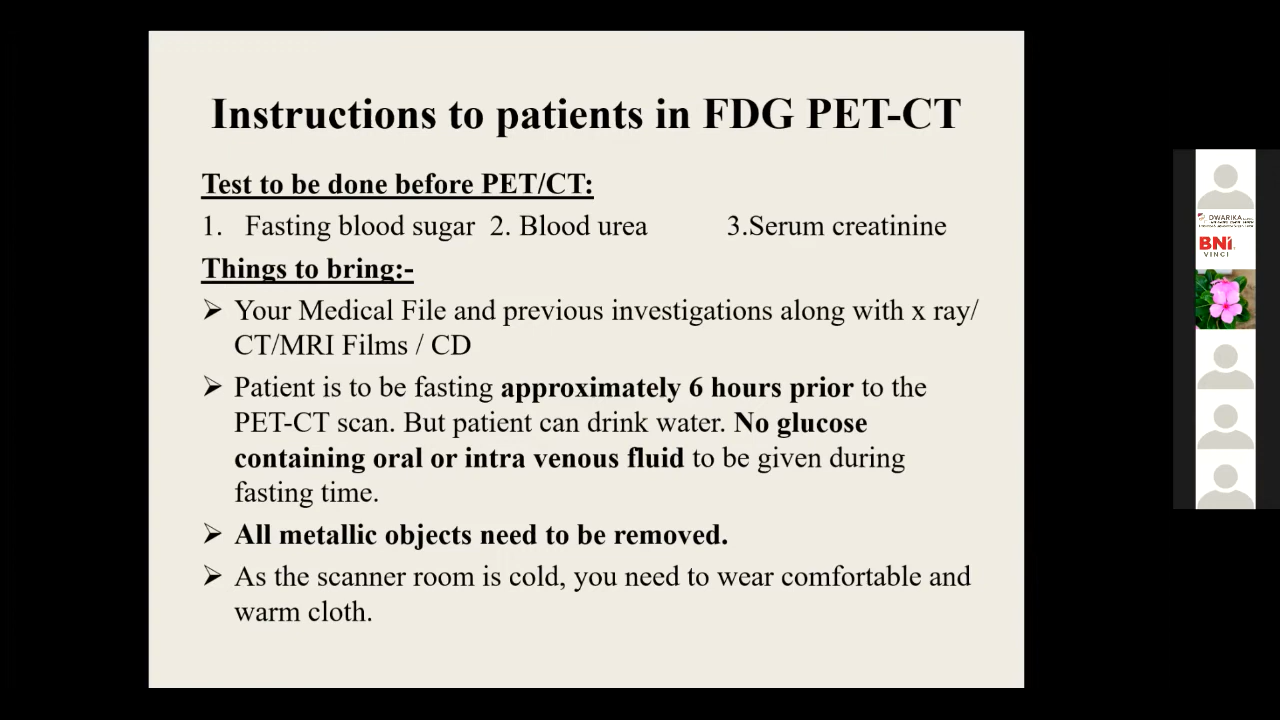 Instructions to patients in FDG PET-CT
Test to be done before PET/CT:
1. Fasting blood sugar 2. Blood urea 3.Serum creatinine
Things to bring:-
➢ Your Medical File and previous investigations along with x ray/
CT/MRI Films / CD
➢ Patient is to be fasting approximately 6 hours prior to the
PET-CT scan. But patient can drink water. No glucose
containing oral or intra venous fluid to be given during
fasting time.
➢ All metallic objects need to be removed.
➢ As the scanner room is cold, you need to wear comfortable and
warm cloth.
DWARIKA
BNI
VINCI